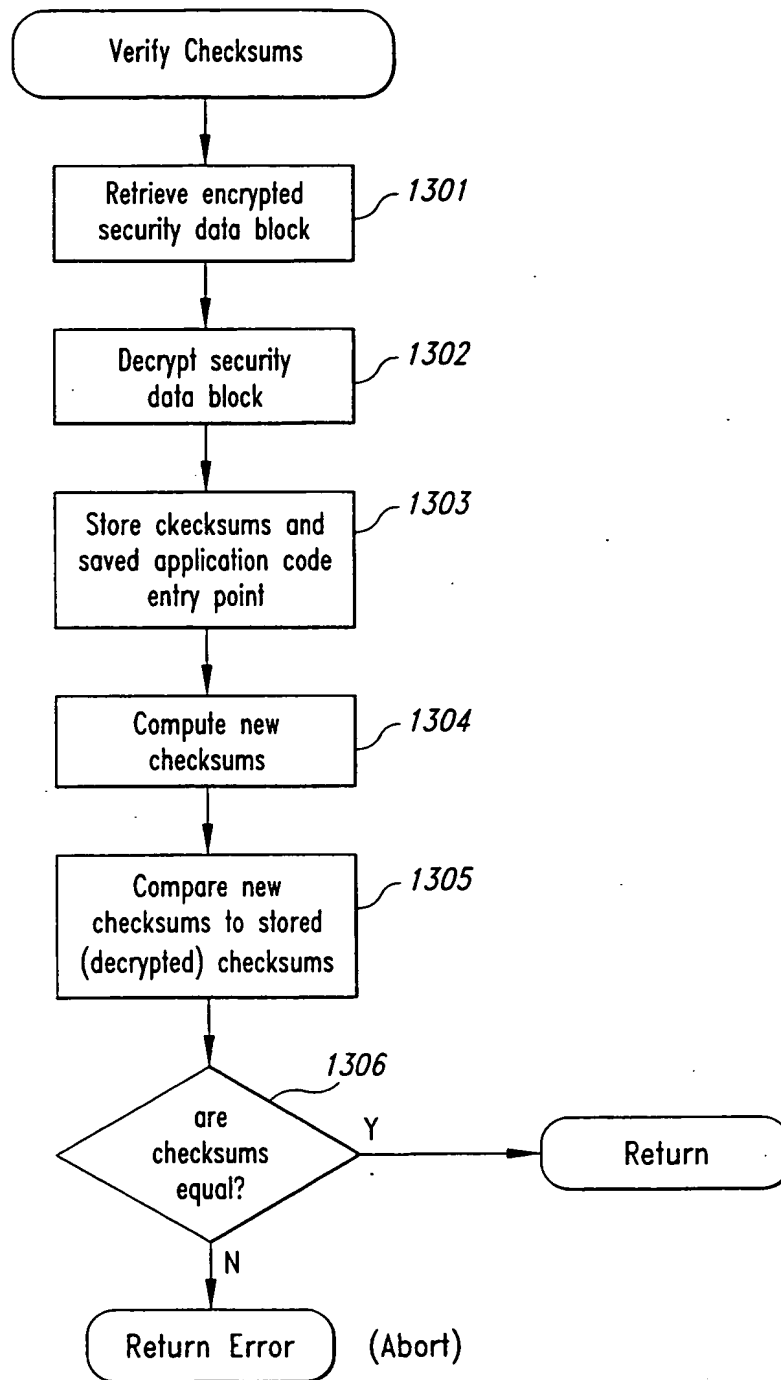 Verify Checksums
Retrieve encrypted
security data block
1301
Decrypt security
data block
1302
Store ckecksums and
saved application code
entry point
1303
Compute new
checksums
1304
Compare new
checksums to stored
(decrypted) checksums
1305
1306
are
checksums
equal?
Y
Return
N
Return Error
(Abort)